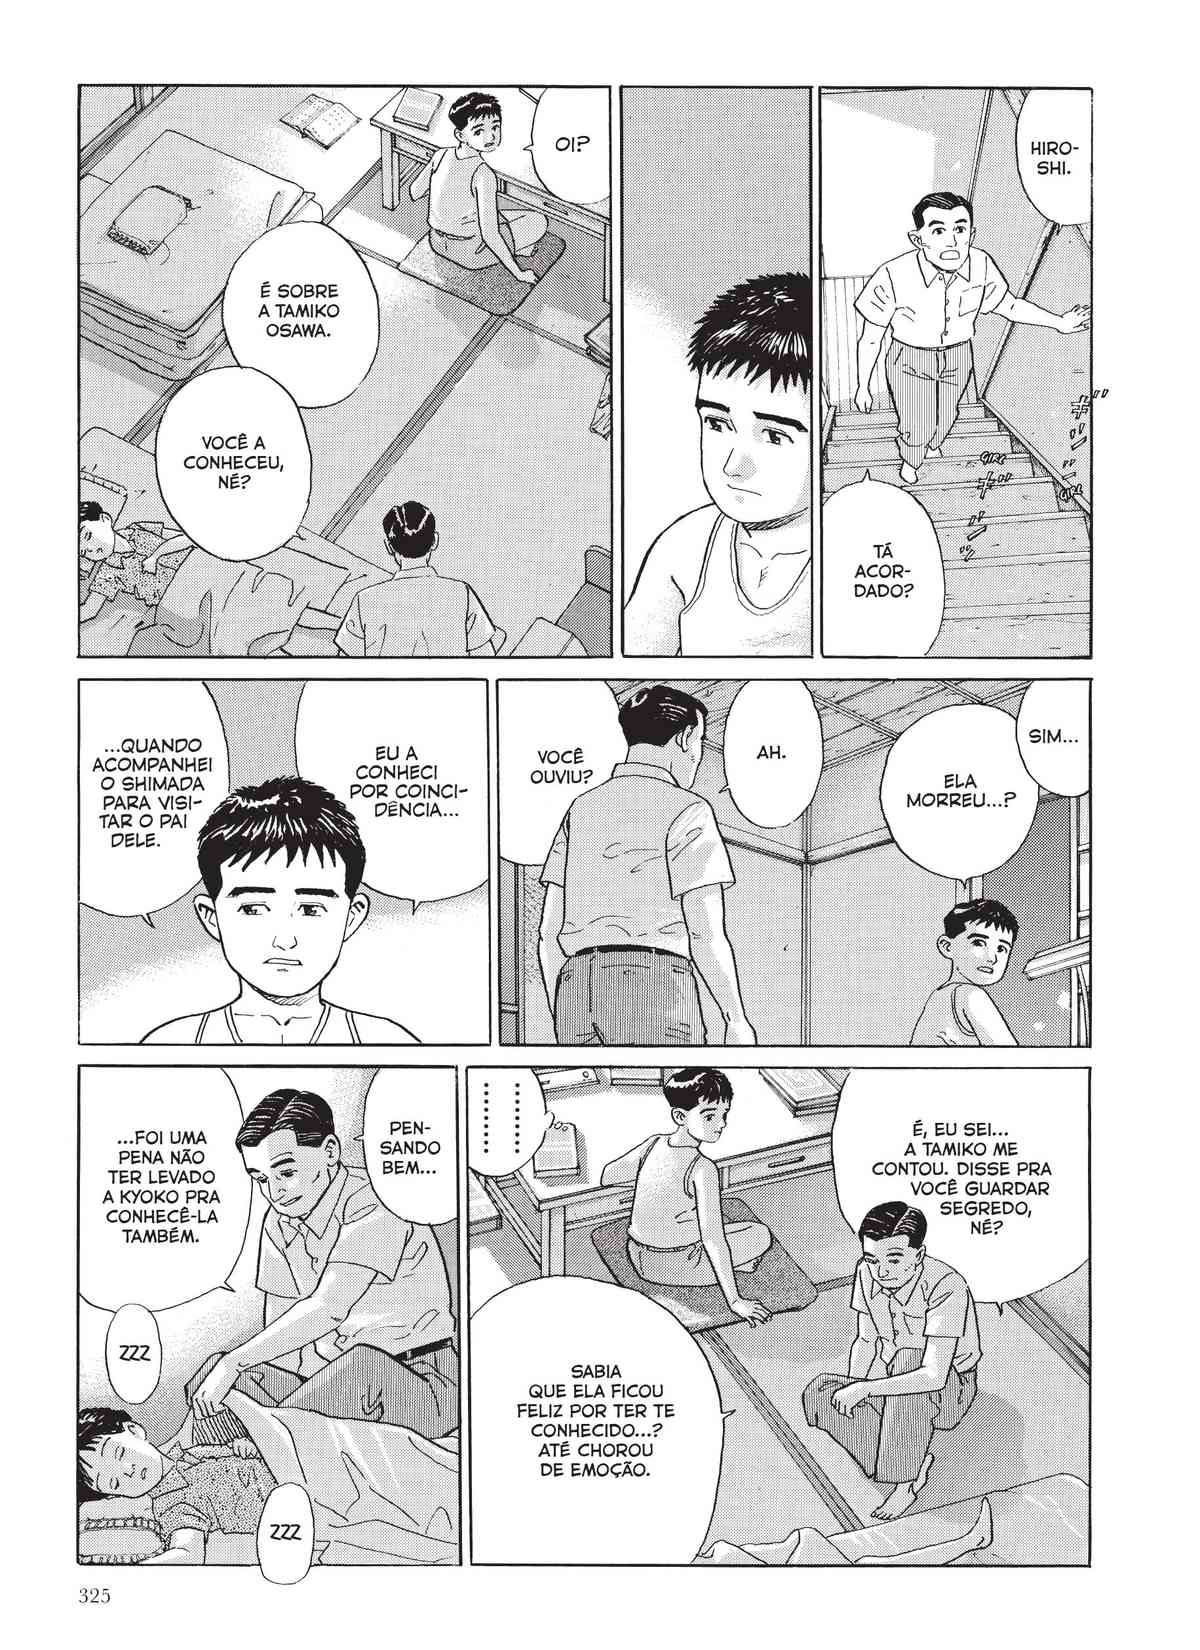 HIRO-
SHI.
TÁ
ACOR-
DADO?
OI?
É SOBRE
A TAMIKO
OSAWA.
VOCÊ A
CONHECEU,
NÉ?
SIM...
ELA
MORREU...?
AH.
VOCÊ
OUVIU?
EU A
CONHECI
POR COINCI-
DÊNCIA...
...QUANDO
ACOMPANHEI
O SHIMADA
PARA VISI-
TAR O PAI
DELE.
É, EU SEI...
A TAMIKO ME
CONTOU. DISSE PRA
VOCÊ GUARDAR
SEGREDO,
NÉ?
SABIA
QUE ELA FICOU
FELIZ POR TER TE
CONHECIDO...?
ATÉ CHOROU
DE EMOÇÃO.
PEN-
SANDO
BEM...
...FOI UMA
PENA NÃO
TER LEVADO
A KYOKO PRA
CONHECÊ-LA
TAMBÉM.
ZZZ
ZZZ
325